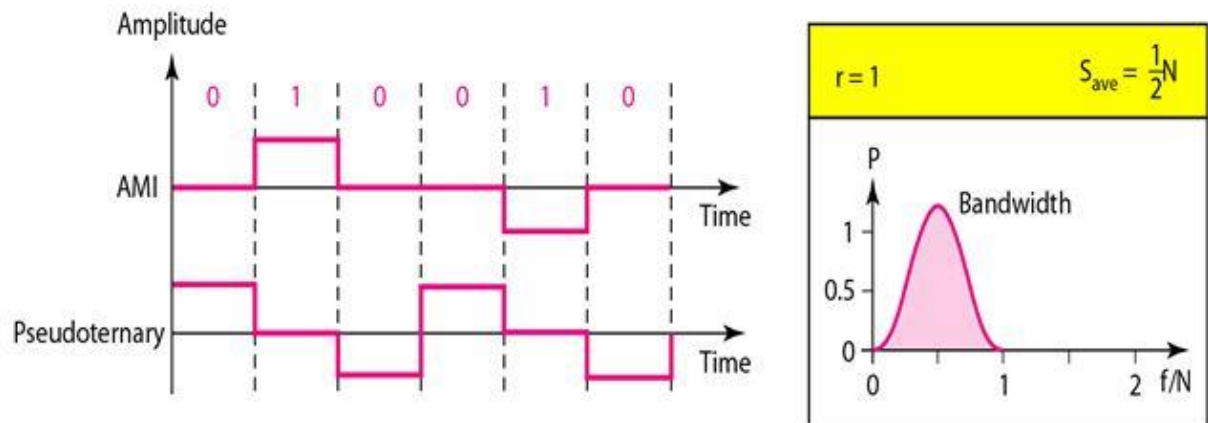 Amplitude
0 1 0 0 1 0
AMI
Time
Pseudoternary
Time
r = 1 S_ave = 1/2 N
P
Bandwidth
1
0.5
0
0 1 2 f/N